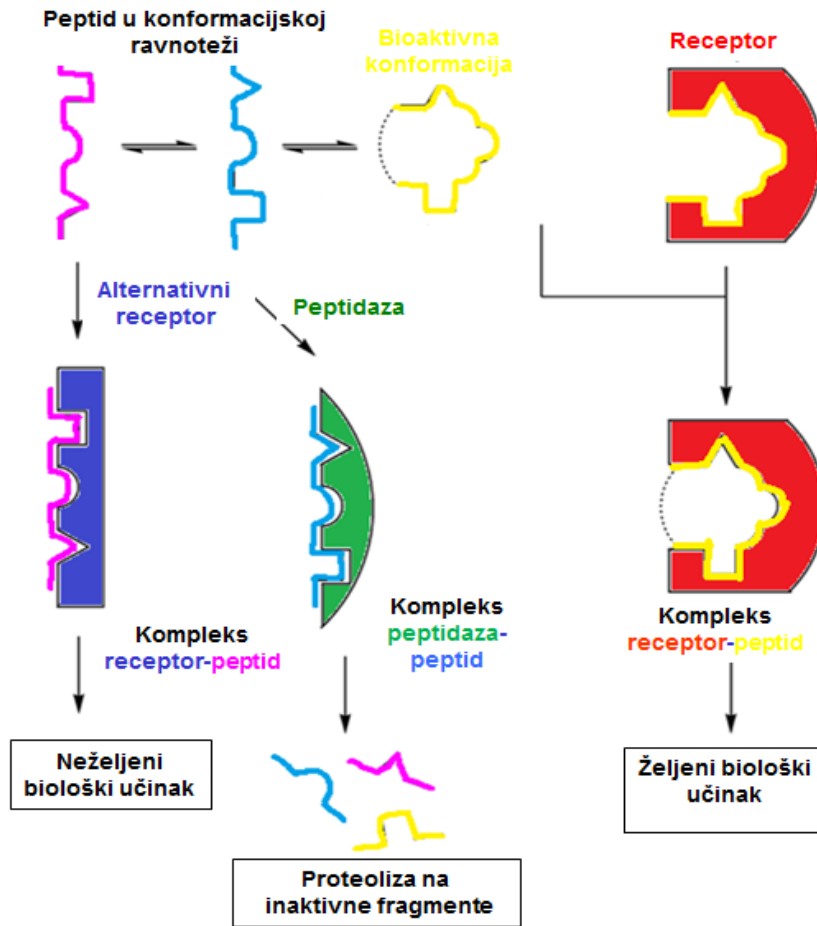 Peptid u konformacijskoj
ravnoteži
Bioaktivna
konformacija
Receptor
Alternativni
receptor
Peptidaza
Kompleks
receptor-peptid
Kompleks
peptidaza-
peptid
Kompleks
receptor-peptid
Neželjeni
biološki učinak
Željeni biološki
učinak
Proteoliza na
inaktivne fragmente